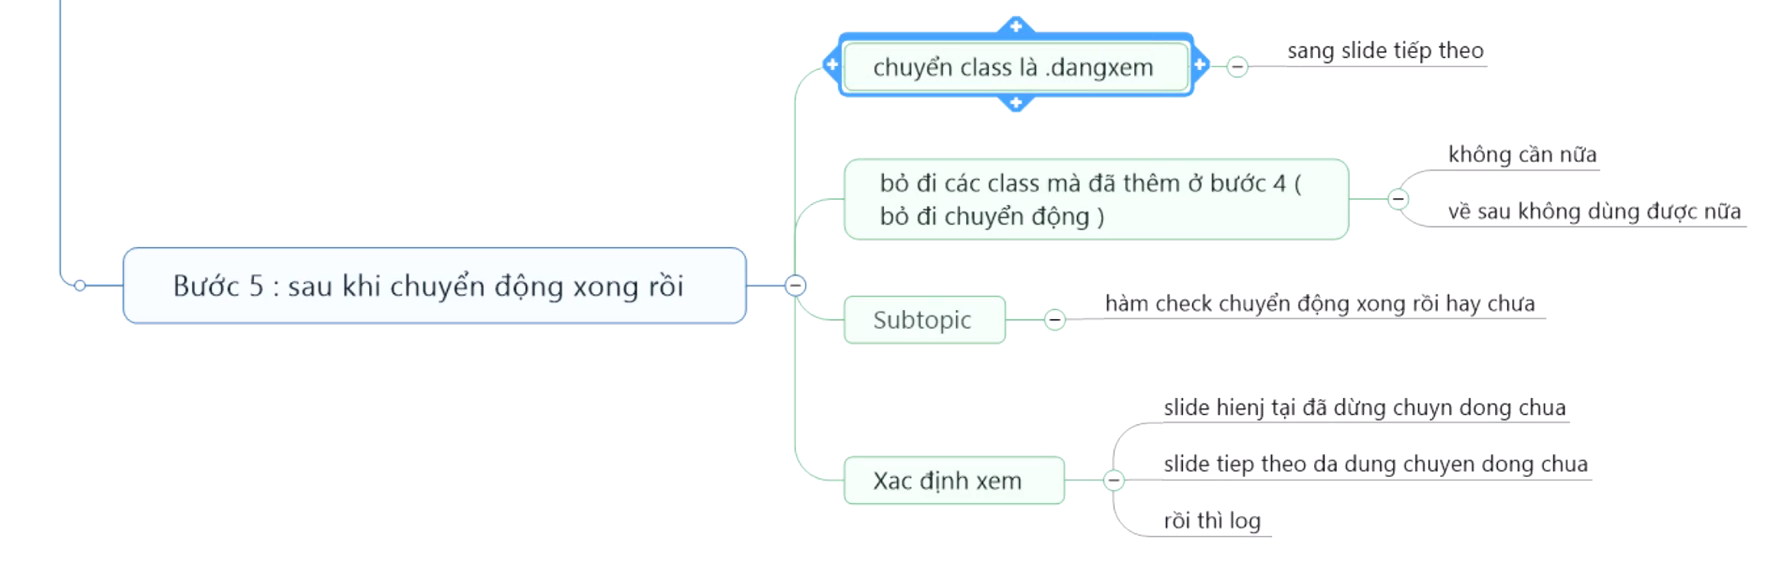 chuyển class là .dangxem
sang slide tiếp theo
bỏ đi các class mà đã thêm ở bước 4 (
bỏ đi chuyển động )
không cần nữa
về sau không dùng được nữa
Bước 5 : sau khi chuyển động xong rồi
Subtopic
hàm check chuyển động xong rồi hay chưa
Xac định xem
slide hienj tại đã dừng chuyn dong chua
slide tiep theo da dung chuyen dong chua
rồi thì log